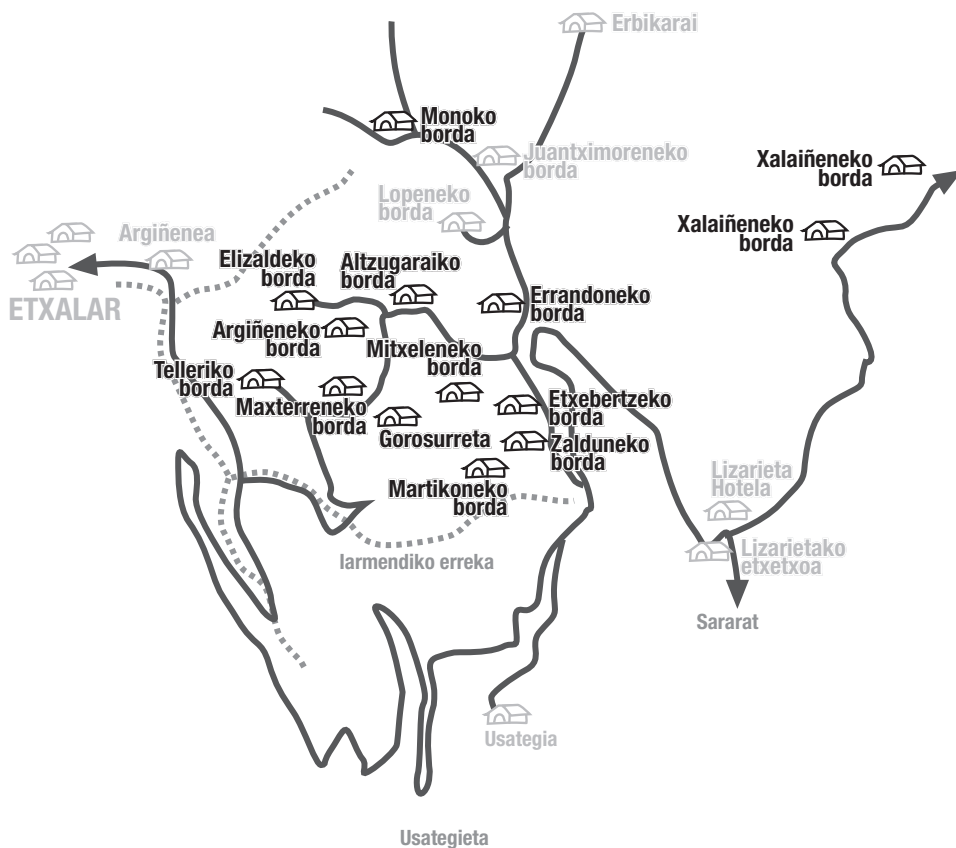 Erbikarai
Monoko
borda
Juantximoreneko
borda
Xalaiñeneko
borda
Lopeneko
borda
Xalaiñeneko
borda
Argiñenea
ETXALAR
Elizaldeko
borda
Altzugaraiko
borda
Errandoneko
borda
Argiñeneko
borda
Mitxeleneko
borda
Telleriko
borda
Maxterreneko
borda
Etxebertzeko
borda
Gorosurreta
Zalduneko
borda
Martikoneko
borda
Lizarieta
Hotela
Iarmendiko erreka
Lizarietako
etxetxoa
Sararat
Usategia
Usategieta